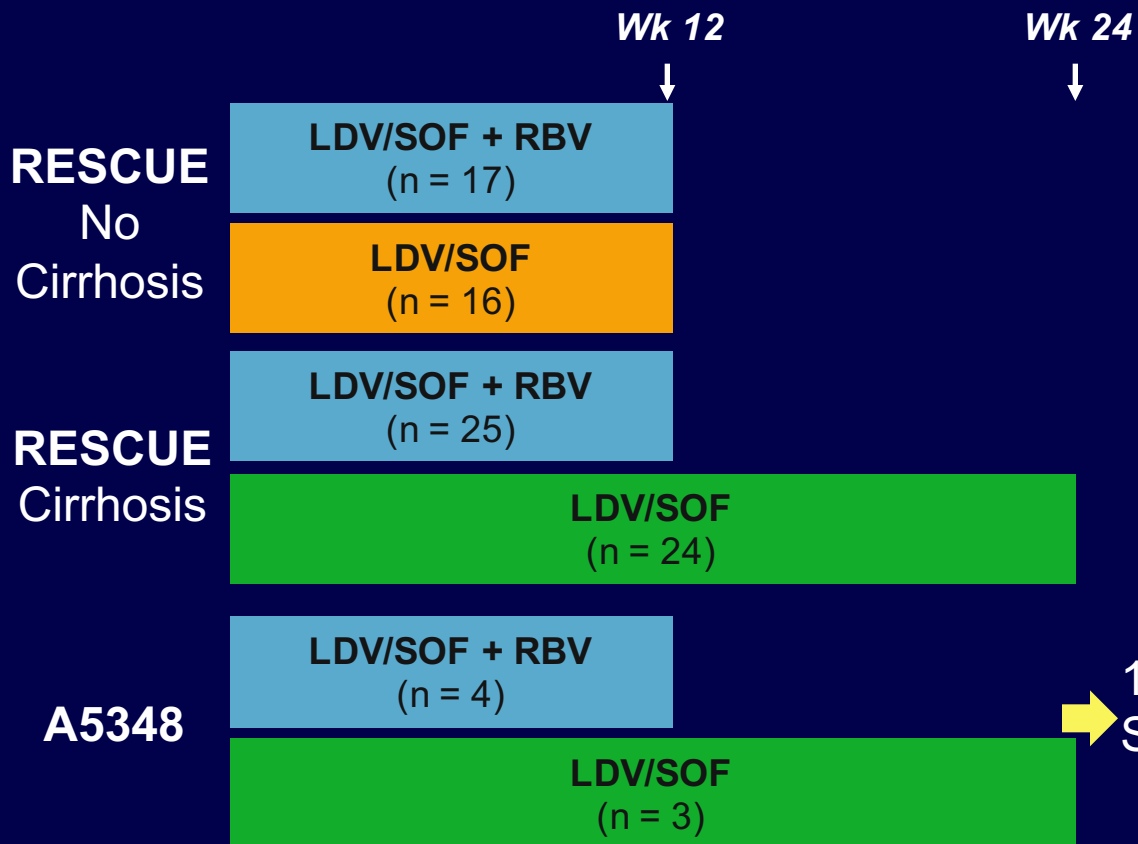 Wk 12
Wk 24
RESCUE
No
Cirrhosis
LDV/SOF + RBV
(n = 17)
LDV/SOF
(n = 16)
RESCUE
Cirrhosis
LDV/SOF + RBV
(n = 25)
LDV/SOF
(n = 24)
A5348
LDV/SOF + RBV
(n = 4)
LDV/SOF
(n = 3)